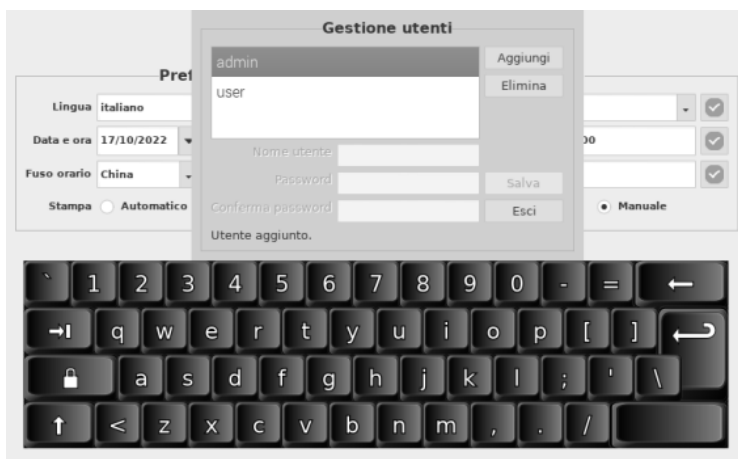 Gestione utenti
admin
Aggiungi
user
Elimina
Pref
Lingua italiano
Data e ora 17/10/2022
00
Nome utente
Fuso orario China
Password
Salva
Stampa Automatico
Conferma password
Esci
Manuale
Utente aggiunto.
` 1 2 3 4 5 6 7 8 9 0 - =
q w e r t y u i o p [ ]
a s d f g h j k l ; ' \
< z x c v b n m , . /